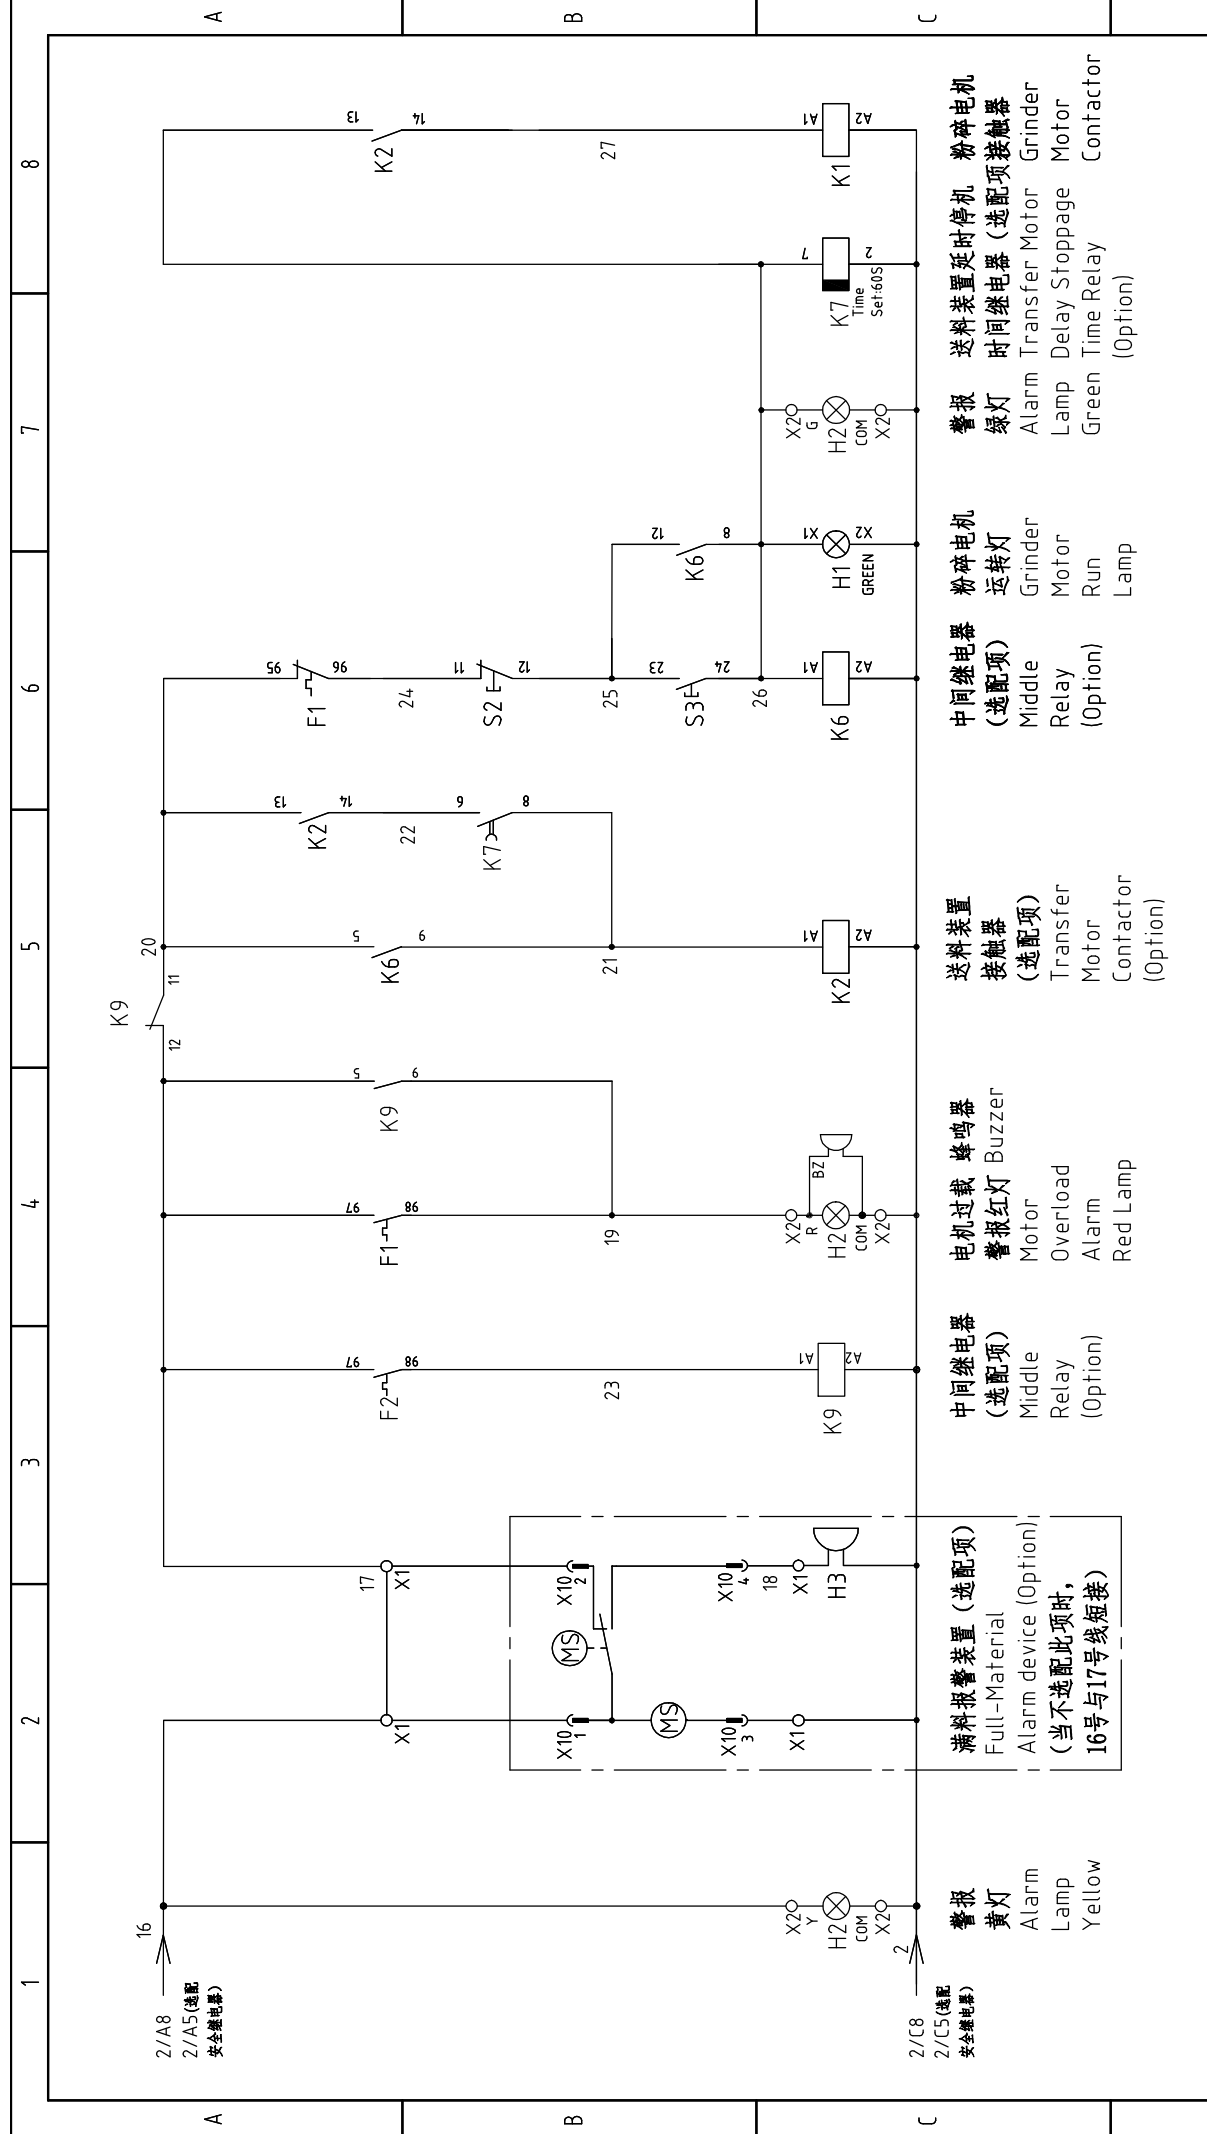 1
2
3
4
5
6
7
8
A
B
C
A
B
C
16
2/A8
2/A5(选配
安全继电器)
2
2/C8
2/C5(选配
安全继电器)
X2
Y
H2
COM
X2
警报
黄灯
Alarm
Lamp
Yellow
X1
X10
1
MS
X10
3
X1
MS
17
X1
X10
2
X10
4
18
X1
H3
满料报警装置（选配项）
Full-Material
Alarm device (Option)
（当不选配此项时，
16号与17号线短接）
97
98
F2
23
A1
A2
K9
中间继电器
（选配项）
Middle
Relay
(Option)
97
98
F1
19
X2
R
H2
COM
X2
BZ
5
9
K9
电机过载 蜂鸣器
警报红灯 Buzzer
Motor
Overload
Alarm
Red Lamp
K9
12
11
20
5
9
K6
21
A1
A2
K2
送料装置
接触器
（选配项）
Transfer
Motor
Contactor
(Option)
13
14
K2
22
6
8
K7
95
96
F1
24
11
12
S2
25
23
24
S3
26
A1
A2
K6
中间继电器
（选配项）
Middle
Relay
(Option)
12
8
K6
X1
X2
H1
GREEN
粉碎电机
运转灯
Grinder
Motor
Run
Lamp
X2
G
H2
COM
X2
警报
绿灯
Alarm
Lamp
Green
7
2
K7
Time
Set:60S
送料装置延时停机
时间继电器（选配项
Transfer Motor
Delay Stoppage
Time Relay
(Option)
13
14
K2
27
A1
A2
K1
粉碎电机
接触器
Grinder
Motor
Contactor